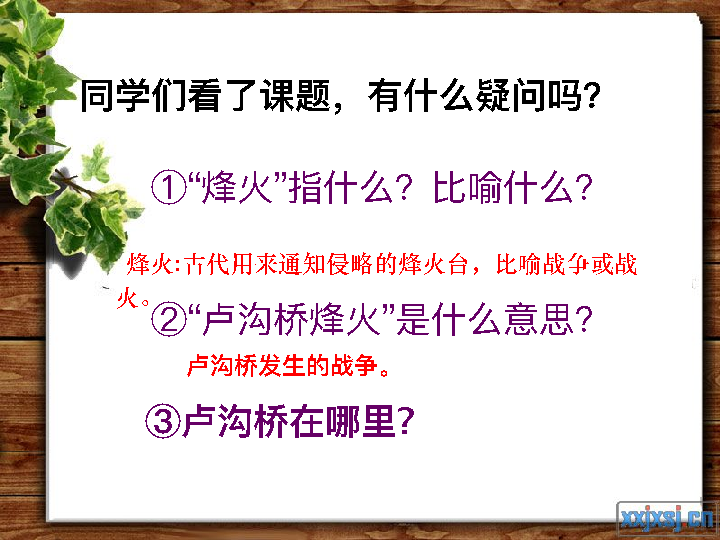 同学们看了课题，有什么疑问吗?
①“烽火”指什么？比喻什么?
烽火:古代用来通知侵略的烽火台，比喻战争或战
火。
②“卢沟桥烽火”是什么意思?
卢沟桥发生的战争。
③卢沟桥在哪里?
xxjxsj.cn